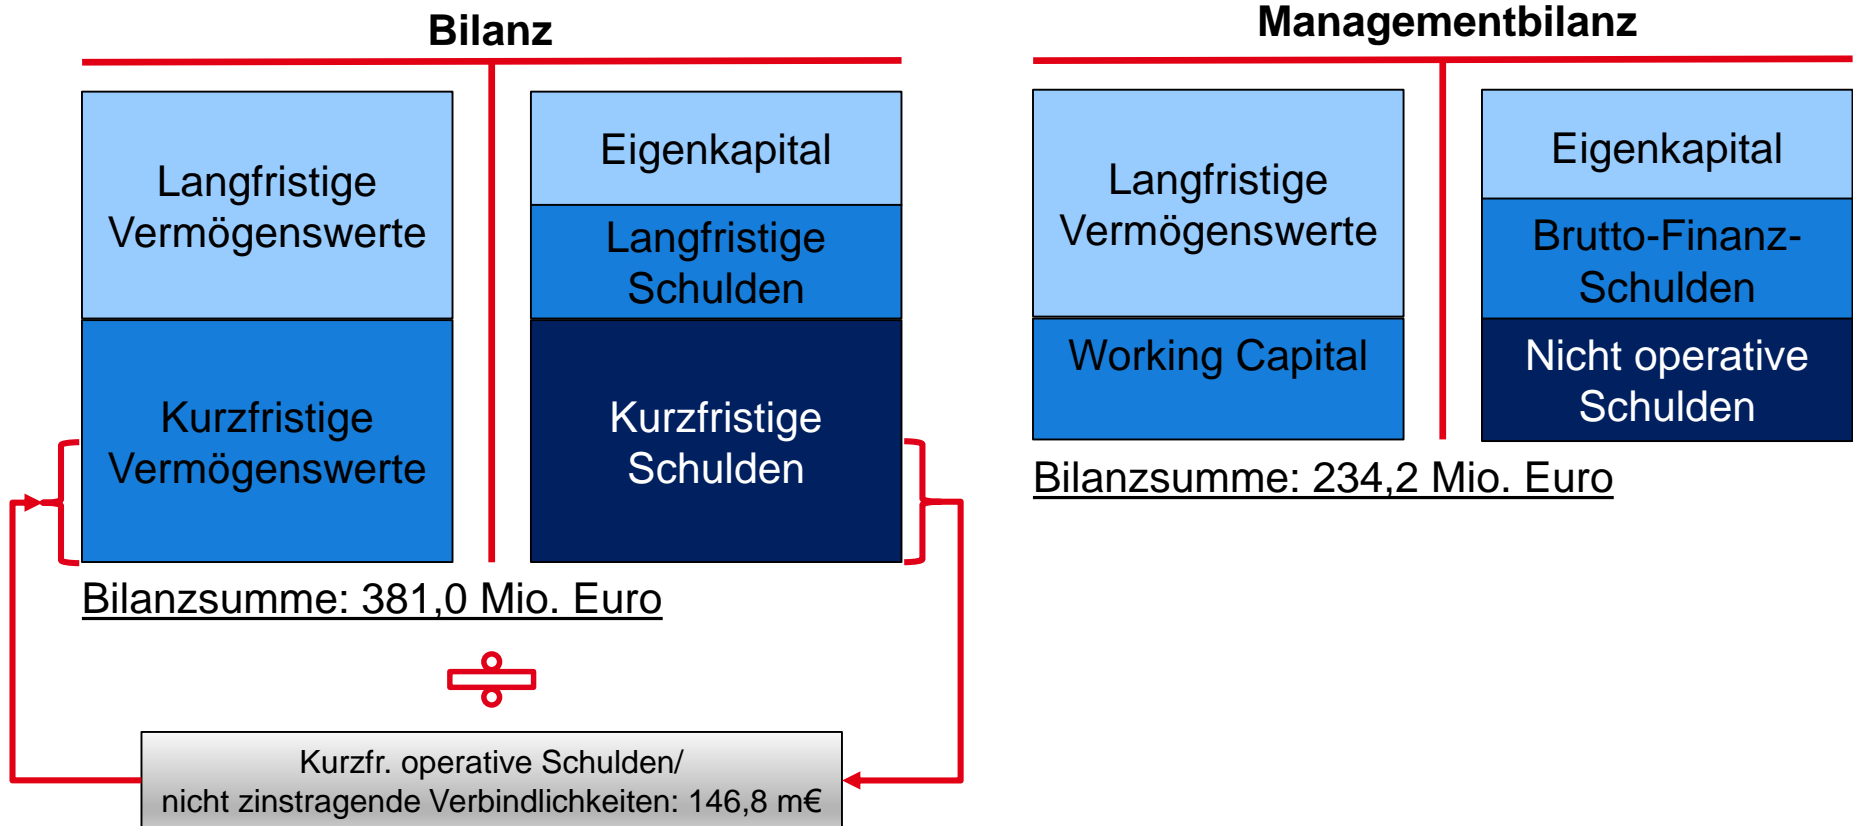 Bilanz
Langfristige
Vermögenswerte
Eigenkapital
Langfristige
Schulden
Kurzfristige
Vermögenswerte
Kurzfristige
Schulden
Bilanzsumme: 381,0 Mio. Euro
Kurzfr. operative Schulden/
nicht zinstragende Verbindlichkeiten: 146,8 m€
Managementbilanz
Langfristige
Vermögenswerte
Eigenkapital
Brutto-Finanz-
Schulden
Working Capital
Nicht operative
Schulden
Bilanzsumme: 234,2 Mio. Euro